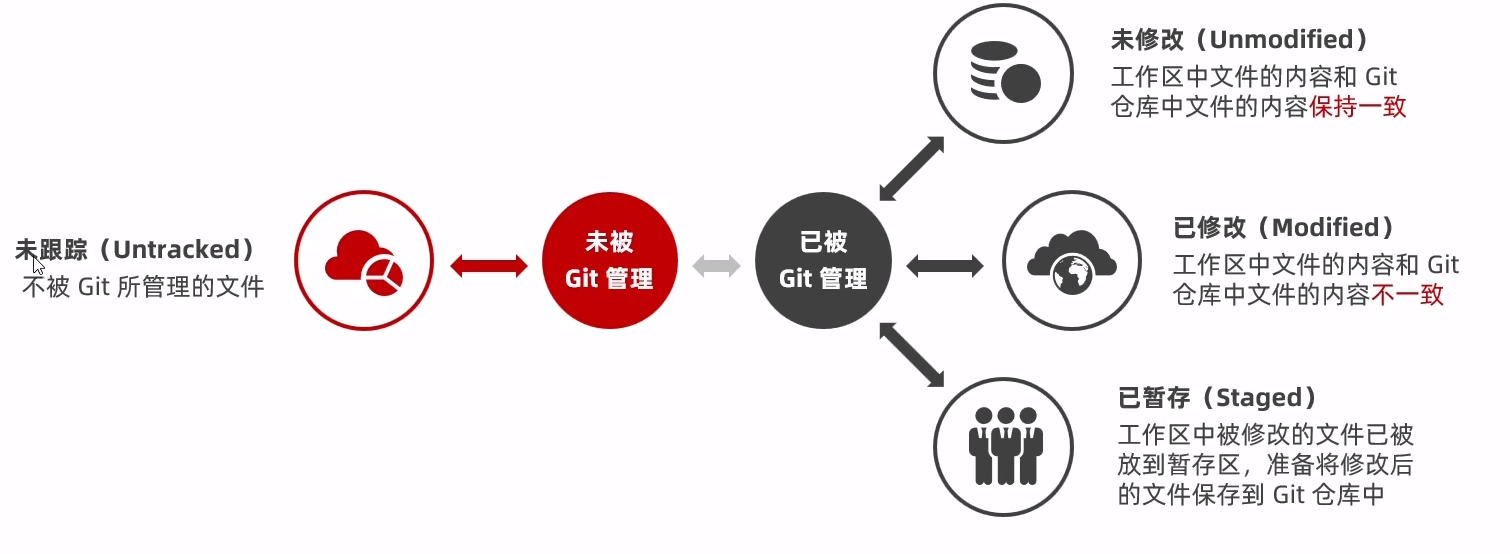 未跟踪（Untracked）
不被 Git 所管理的文件
未被
Git 管理
已被
Git 管理
未修改（Unmodified）
工作区中文件的内容和 Git
仓库中文件的内容保持一致
已修改（Modified）
工作区中文件的内容和 Git
仓库中文件的内容不一致
已暂存（Staged）
工作区中被修改的文件已被
放到暂存区，准备将修改后
的文件保存到 Git 仓库中